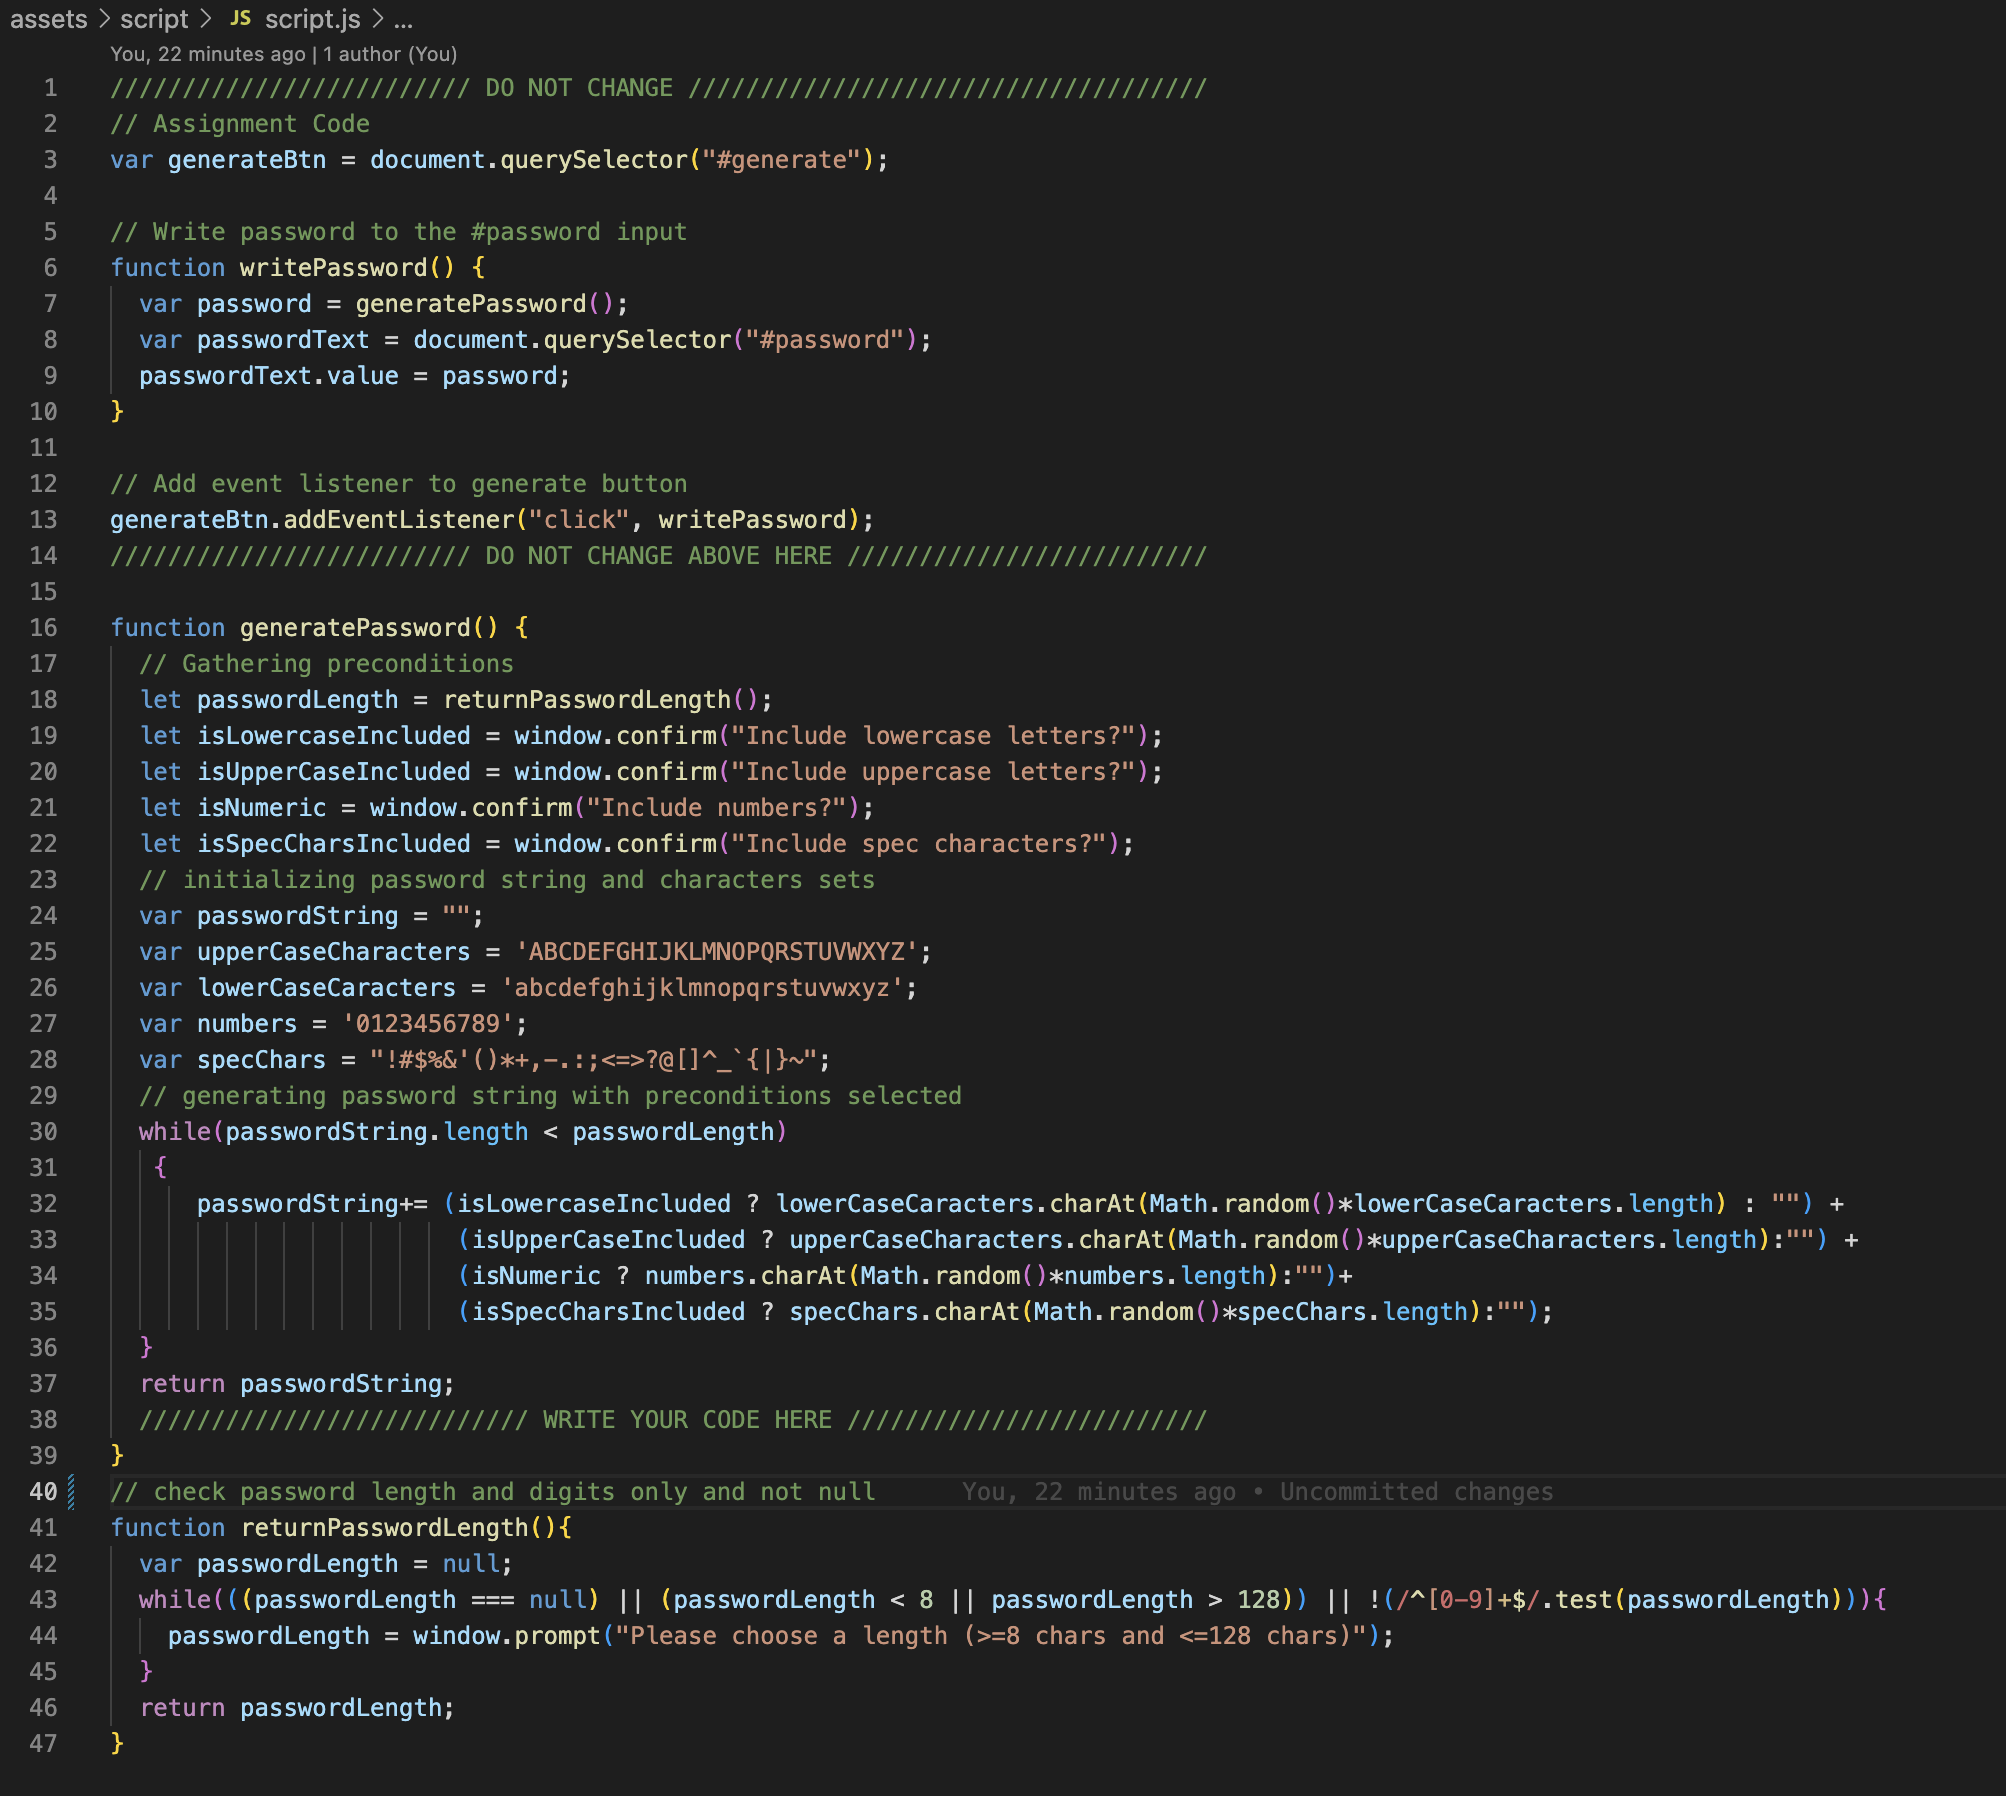 assets > script > JS script.js > ...
You, 22 minutes ago | 1 author (You)
1 ///////////////////////// DO NOT CHANGE ////////////////////////////////////
2 // Assignment Code
3 var generateBtn = document.querySelector("#generate");
4
5 // Write password to the #password input
6 function writePassword() {
7   var password = generatePassword();
8   var passwordText = document.querySelector("#password");
9   passwordText.value = password;
10 }
11
12 // Add event listener to generate button
13 generateBtn.addEventListener("click", writePassword);
14 ///////////////////////// DO NOT CHANGE ABOVE HERE /////////////////////////
15
16 function generatePassword() {
17   // Gathering preconditions
18   let passwordLength = returnPasswordLength();
19   let isLowercaseIncluded = window.confirm("Include lowercase letters?");
20   let isUpperCaseIncluded = window.confirm("Include uppercase letters?");
21   let isNumeric = window.confirm("Include numbers?");
22   let isSpecCharsIncluded = window.confirm("Include spec characters?");
23   // initializing password string and characters sets
24   var passwordString = "";
25   var upperCaseCharacters = 'ABCDEFGHIJKLMNOPQRSTUVWXYZ';
26   var lowerCaseCaracters = 'abcdefghijklmnopqrstuvwxyz';
27   var numbers = '0123456789';
28   var specChars = "!#$%&'()*+,-.:;<=>?@[]^_`{|}~";
29   // generating password string with preconditions selected
30   while(passwordString.length < passwordLength)
31    {
32       passwordString+= (isLowercaseIncluded ? lowerCaseCaracters.charAt(Math.random()*lowerCaseCaracters.length) : "") +
33                         (isUpperCaseIncluded ? upperCaseCharacters.charAt(Math.random()*upperCaseCharacters.length):"") +
34                         (isNumeric ? numbers.charAt(Math.random()*numbers.length):"")+
35                         (isSpecCharsIncluded ? specChars.charAt(Math.random()*specChars.length):"");
36   }
37   return passwordString;
38   /////////////////////////// WRITE YOUR CODE HERE /////////////////////////
39 }
40 // check password length and digits only and not null      You, 22 minutes ago • Uncommitted changes
41 function returnPasswordLength(){
42   var passwordLength = null;
43   while(((passwordLength === null) || (passwordLength < 8 || passwordLength > 128)) || !(/^[0-9]+$/.test(passwordLength))){
44     passwordLength = window.prompt("Please choose a length (>=8 chars and <=128 chars)");
45   }
46   return passwordLength;
47 }